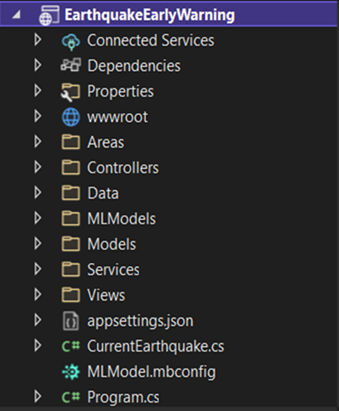 EarthquakeEarlyWarning
Connected Services
Dependencies
Properties
wwwroot
Areas
Controllers
Data
MLModels
Models
Services
Views
appsettings.json
C# CurrentEarthquake.cs
MLModel.mbconfig
C# Program.cs